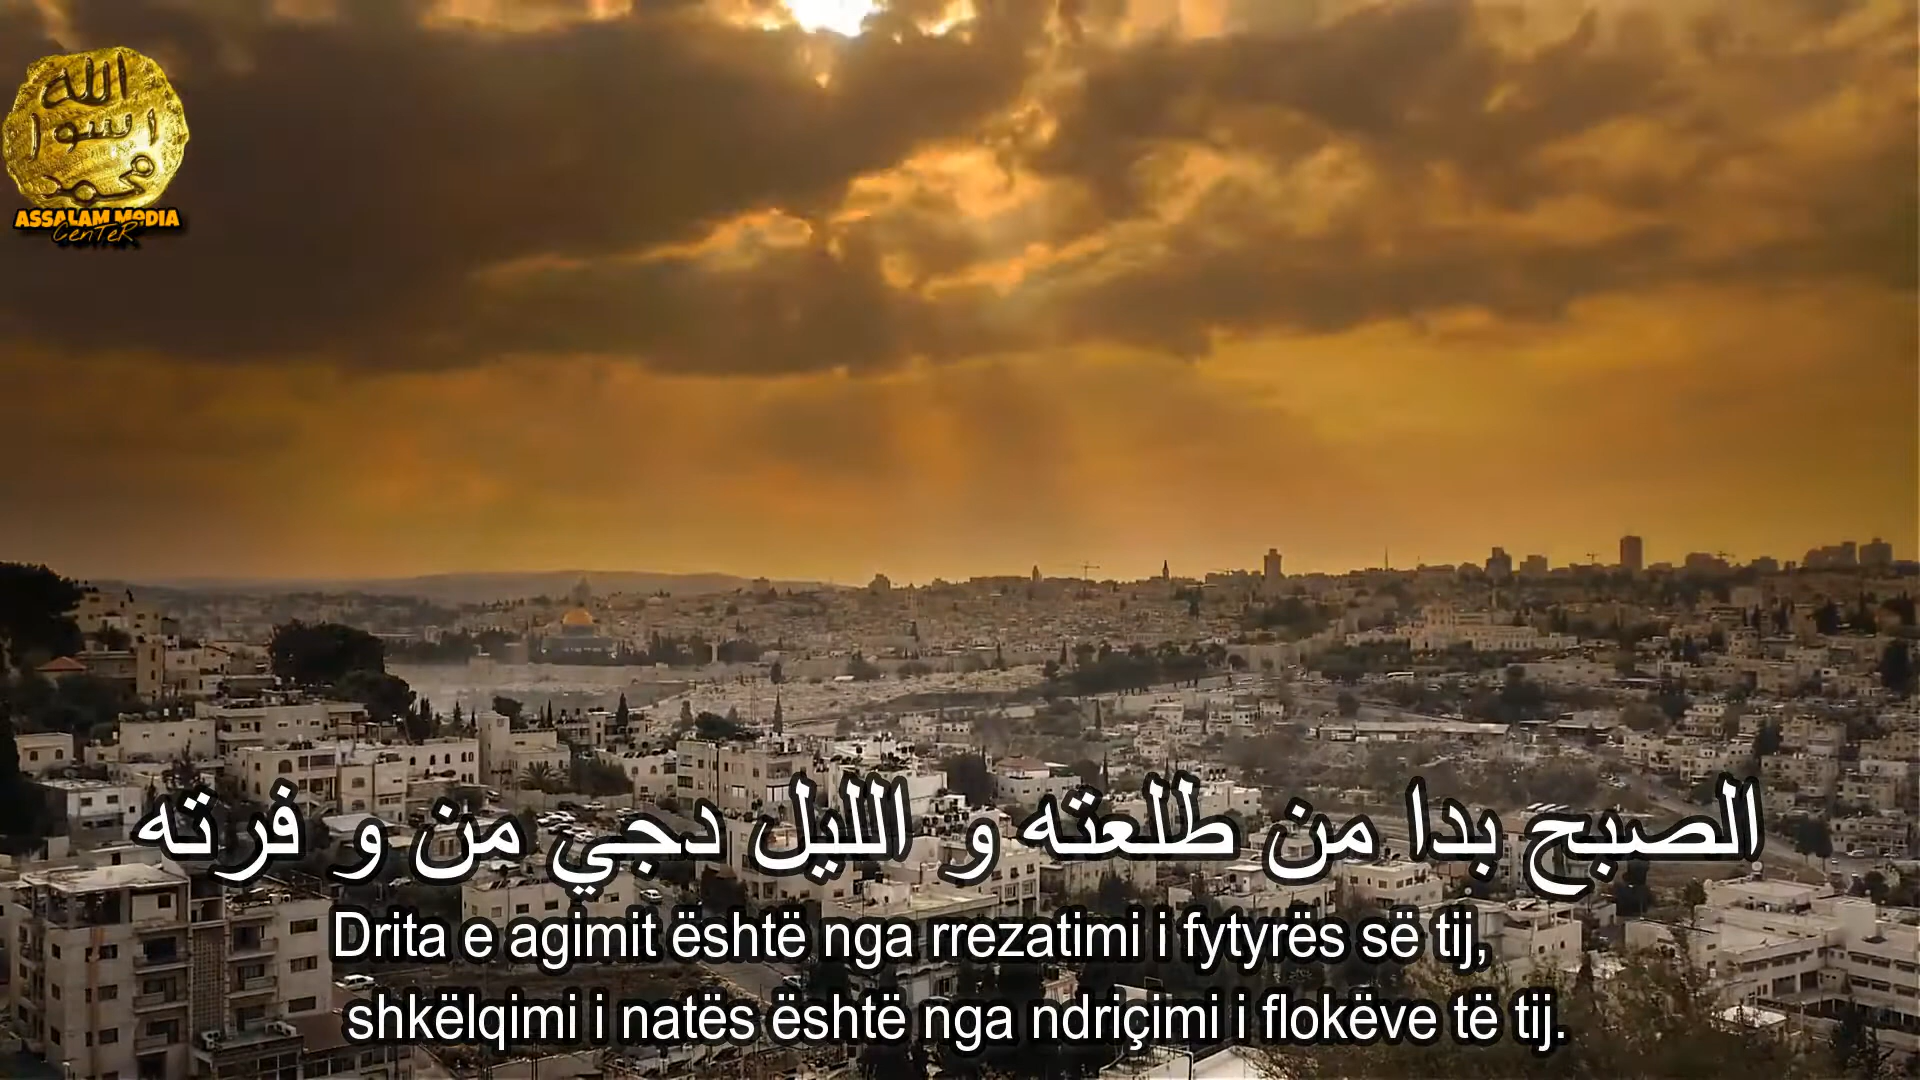 الله
رسول
محمد
ASSALAM MEDIA
CenTeR
الصبح بدا من طلعته و الليل دجي من و فرته
Drita e agimit është nga rrezatimi i fytyrës së tij,
shkëlqimi i natës është nga ndriçimi i flokëve të tij.